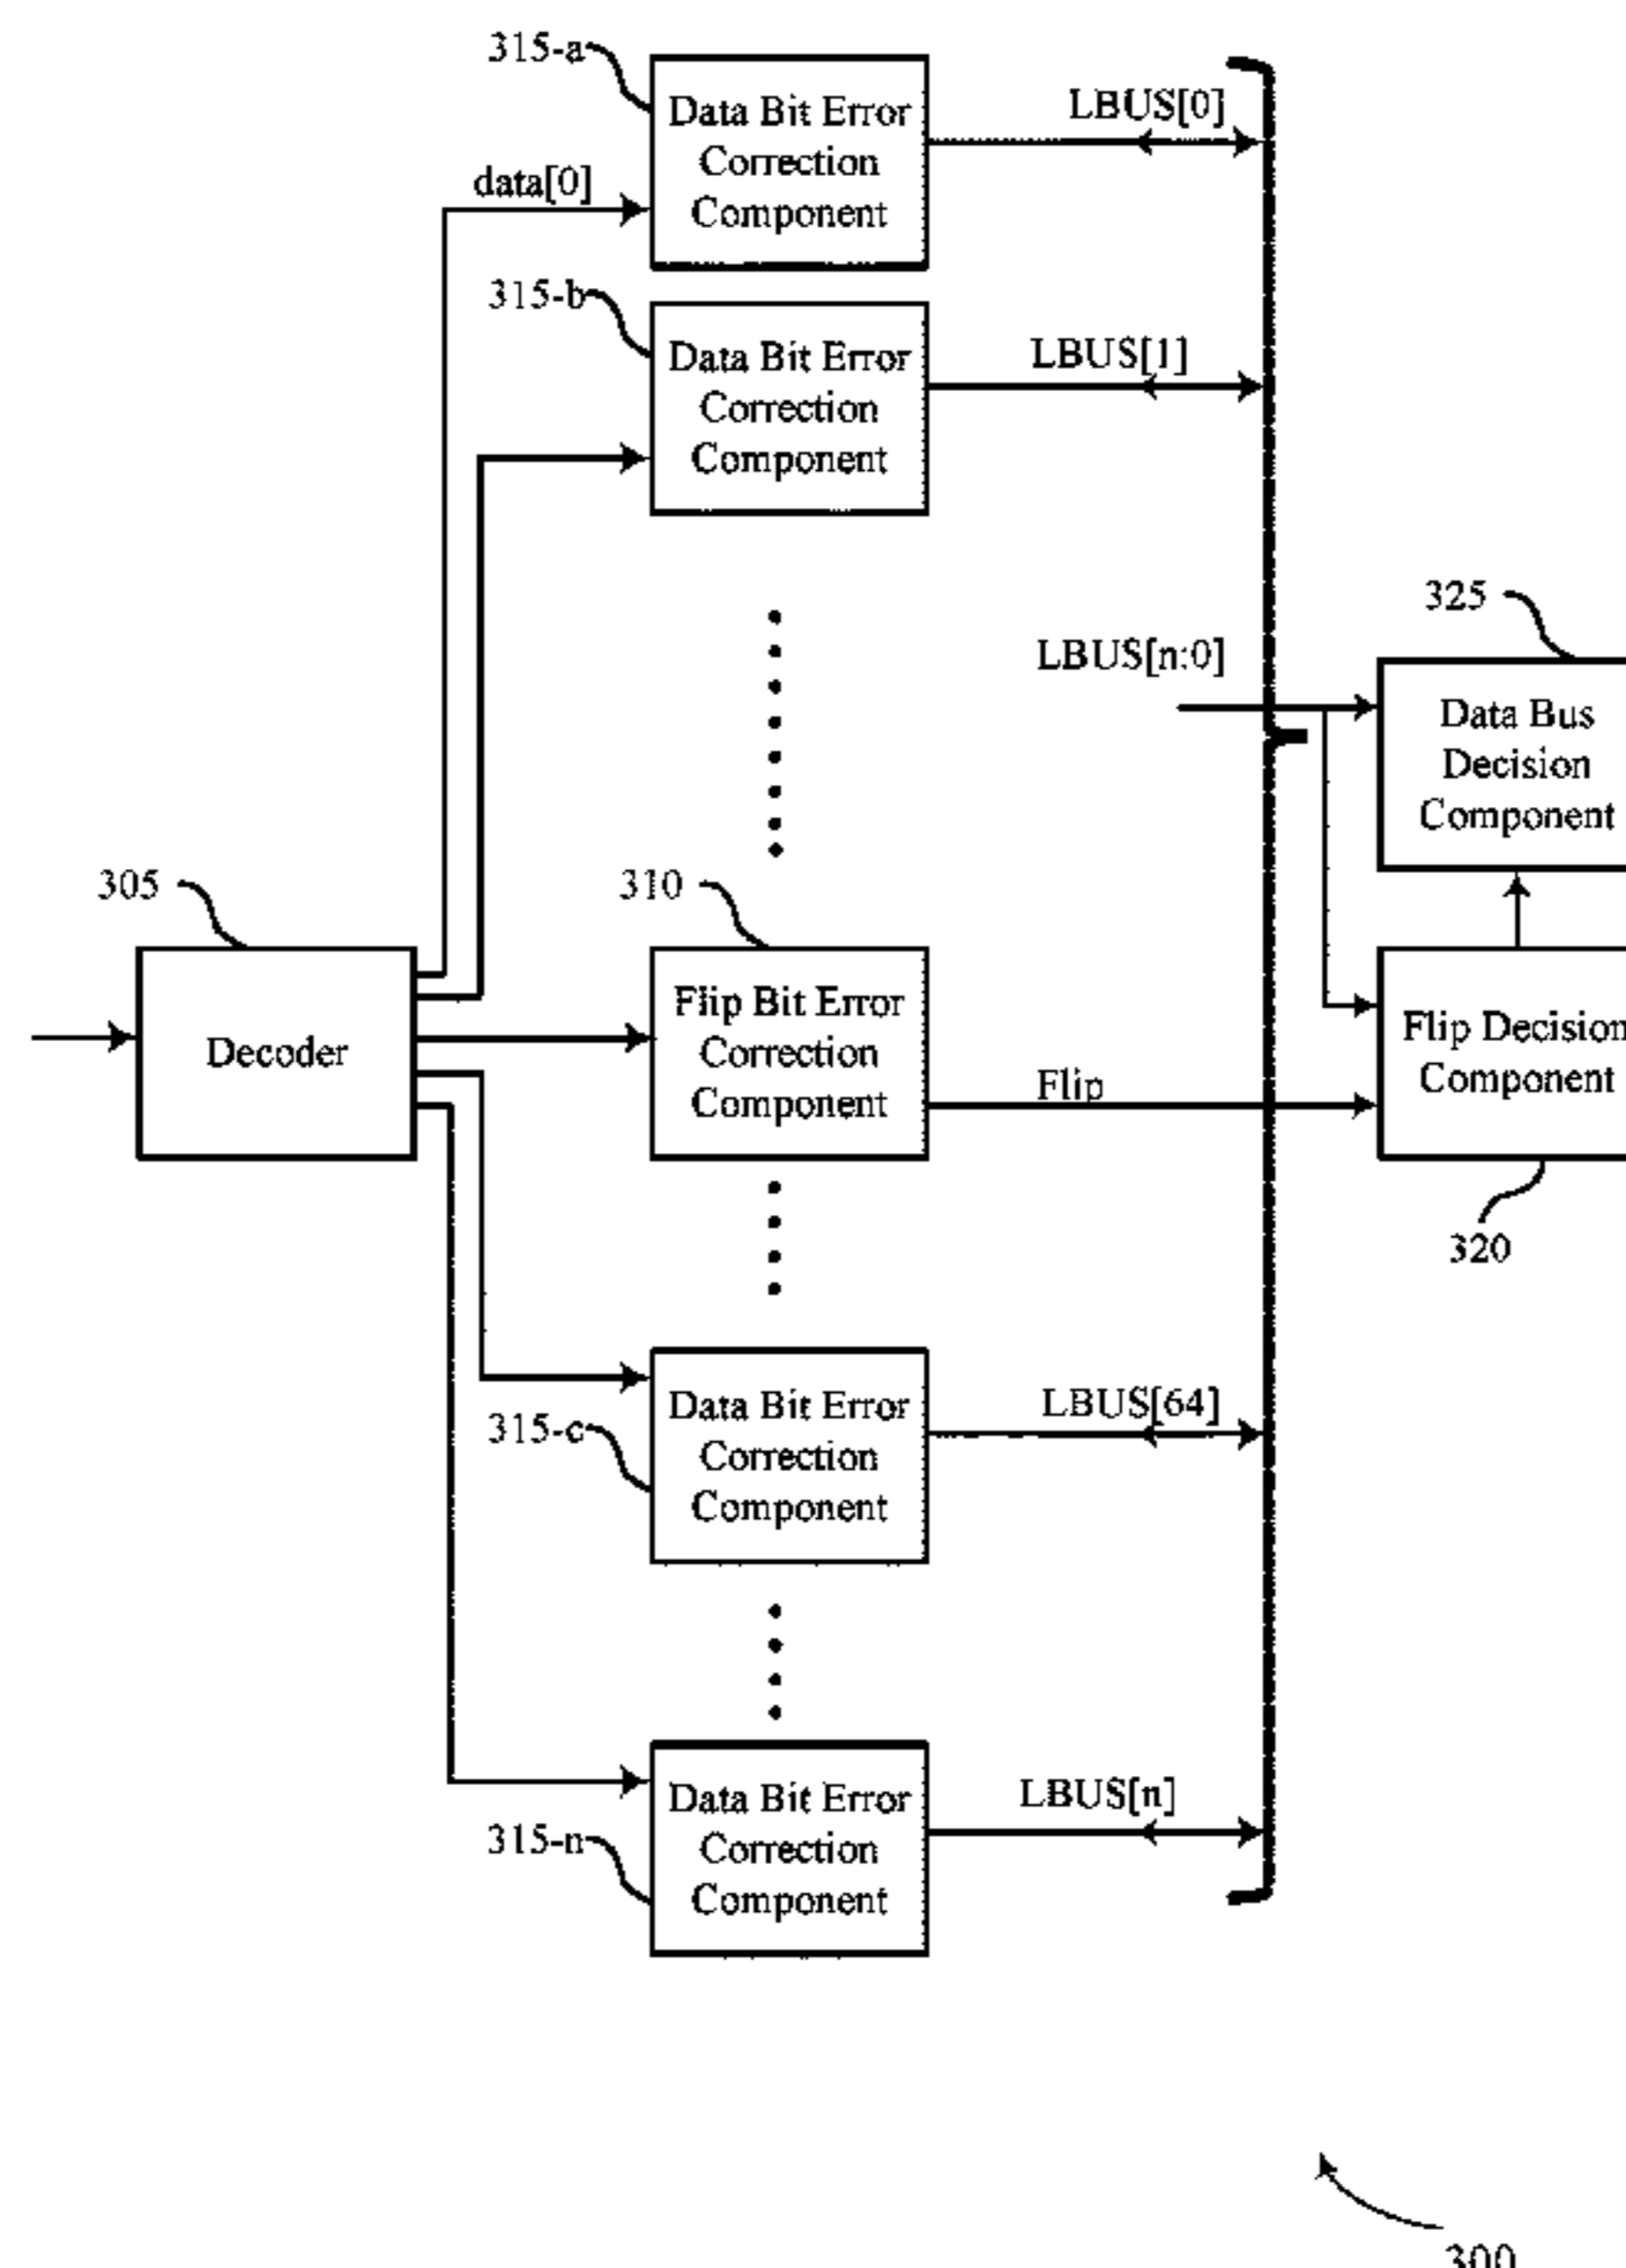 315-a
Data Bit Error
Correction
Component
LBUS[0]
data[0]
315-b
Data Bit Error
Correction
Component
LBUS[1]
325
LBUS[n:0]
Data Bus
Decision
Component
305
310
Decoder
Flip Bit Error
Correction
Component
Flip
Flip Decision
Component
320
315-c
Data Bit Error
Correction
Component
LBUS[64]
315-n
Data Bit Error
Correction
Component
LBUS[n]
300